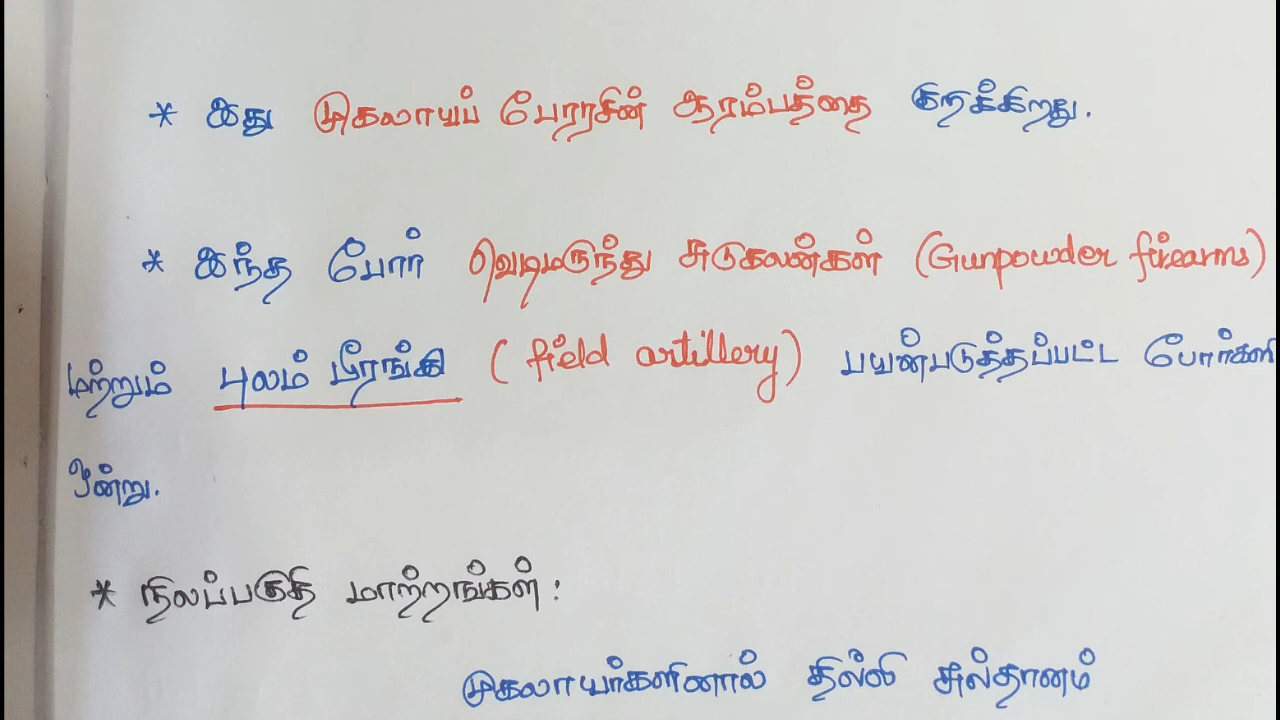 * இது முகலாயப் பேரரசின் ஆரம்பத்தை குறிக்கிறது.
* இந்த போர் வெடிமருந்து சுடுகலன்கள் (Gunpowder firearms)
மற்றும் புலம் பீரங்கி ( field artillery) பயன்படுத்தப்பட்ட போர்களி
ஒன்று.
* நிலப்பகுதி மாற்றங்கள் :
முகலாயர்களினால் தில்லி சுல்தானம்